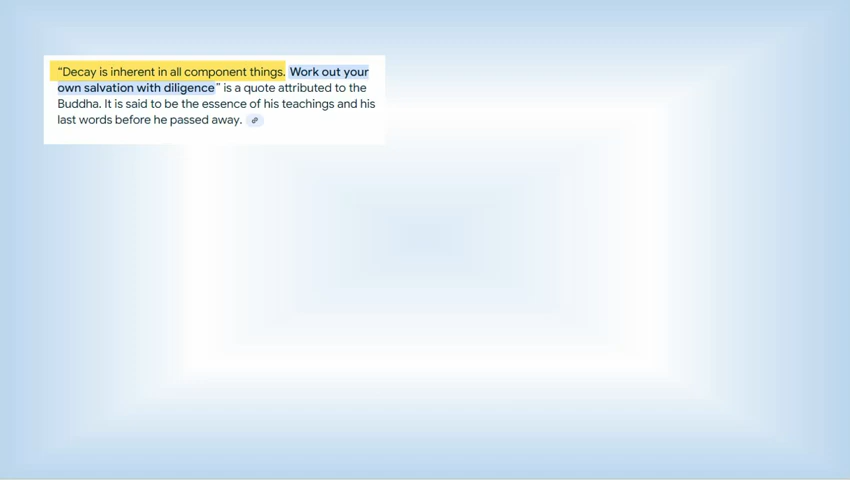 “Decay is inherent in all component things. Work out your
own salvation with diligence” is a quote attributed to the
Buddha. It is said to be the essence of his teachings and his
last words before he passed away.